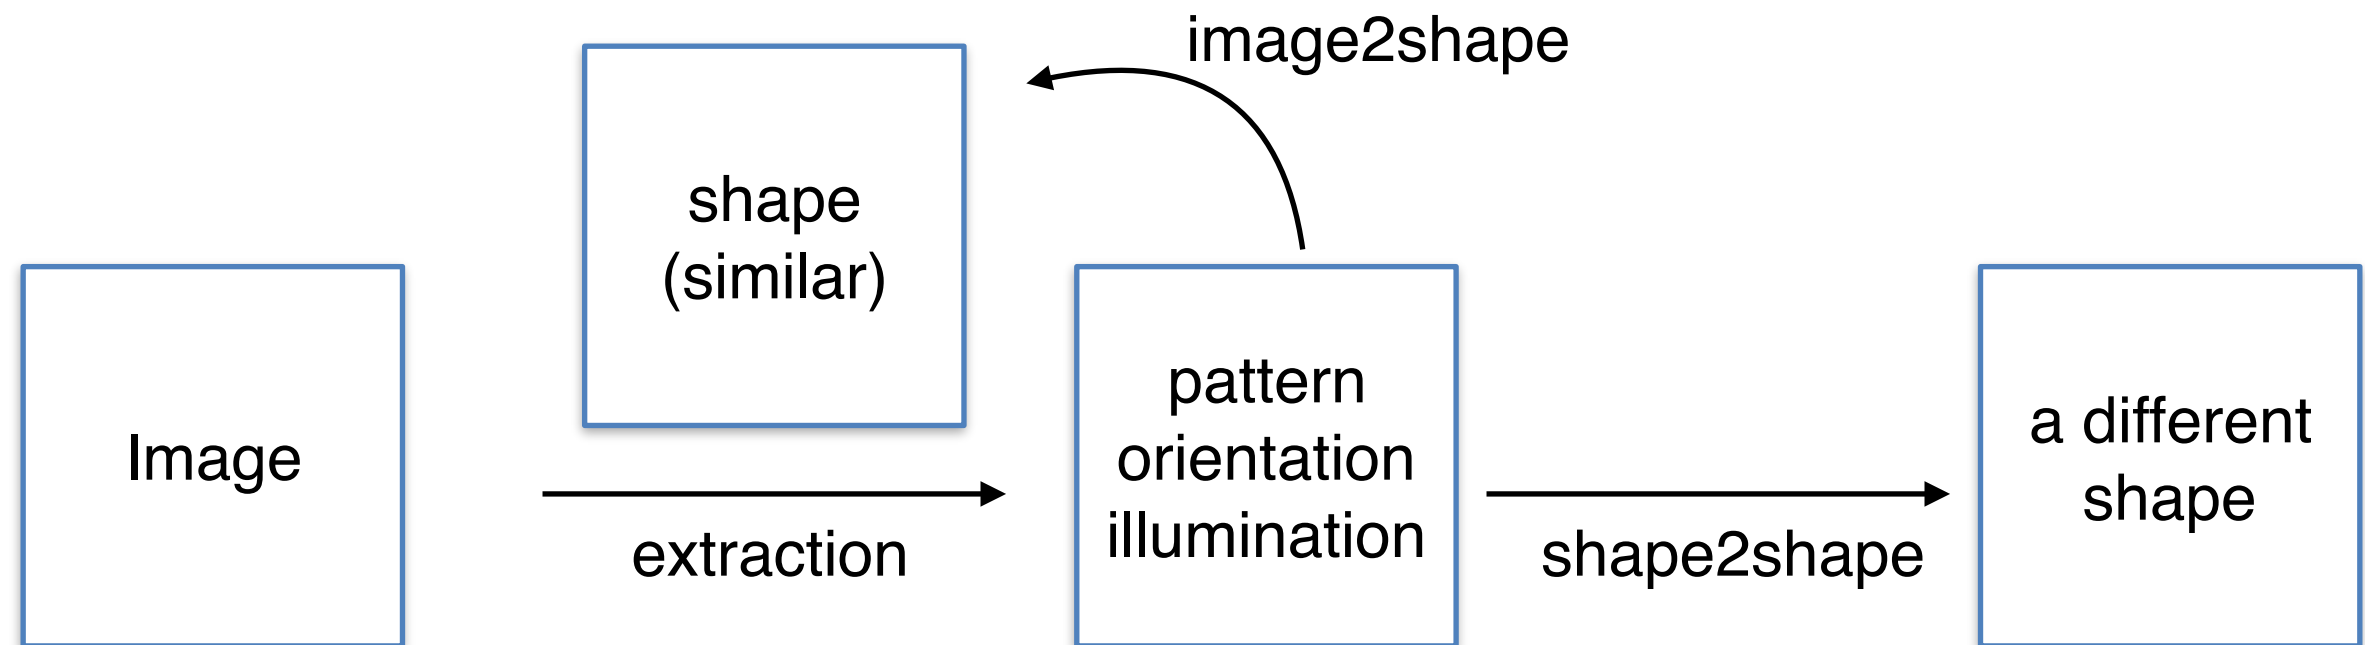 image2shape
shape
(similar)
Image
extraction
pattern
orientation
illumination
shape2shape
a different
shape